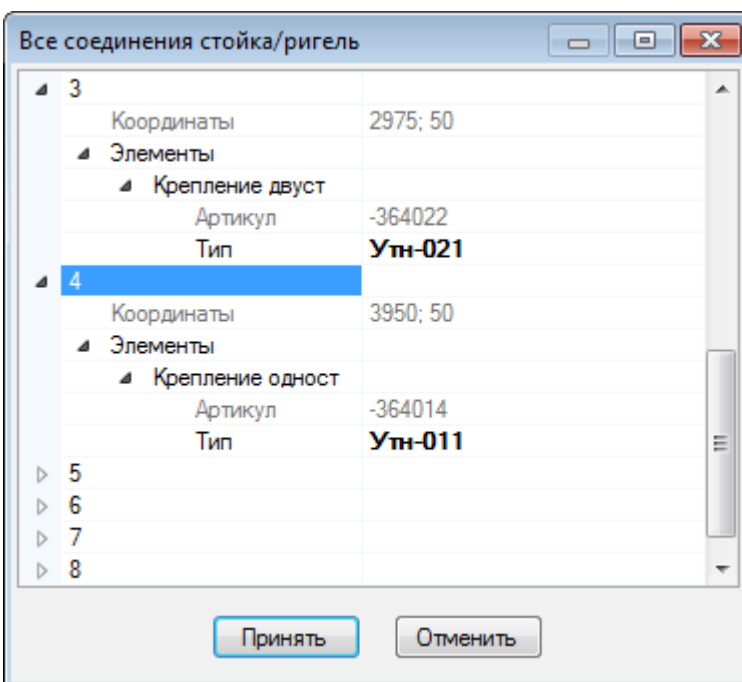 Все соединения стойка/ригель
3
Координаты 2975; 50
Элементы
Крепление двуст
Артикул -364022
Тип Утн-021
4
Координаты 3950; 50
Элементы
Крепление одност
Артикул -364014
Тип Утн-011
5
6
7
8
Принять Отменить